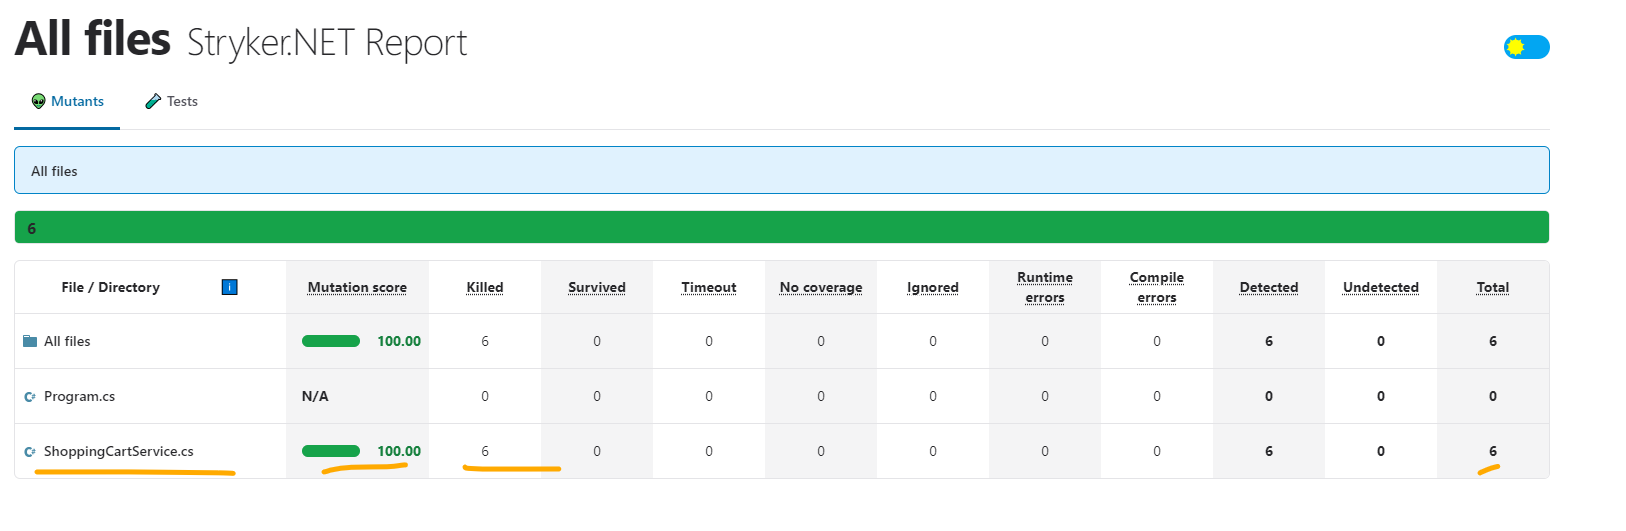 All files Stryker.NET Report
Mutants Tests
All files
6
File / Directory Mutation score Killed Survived Timeout No coverage Ignored Runtime errors Compile errors Detected Undetected Total
All files 100.00 6 0 0 0 0 0 0 6 0 6
Program.cs N/A 0 0 0 0 0 0 0 0 0 0
ShoppingCartService.cs 100.00 6 0 0 0 0 0 0 6 0 6